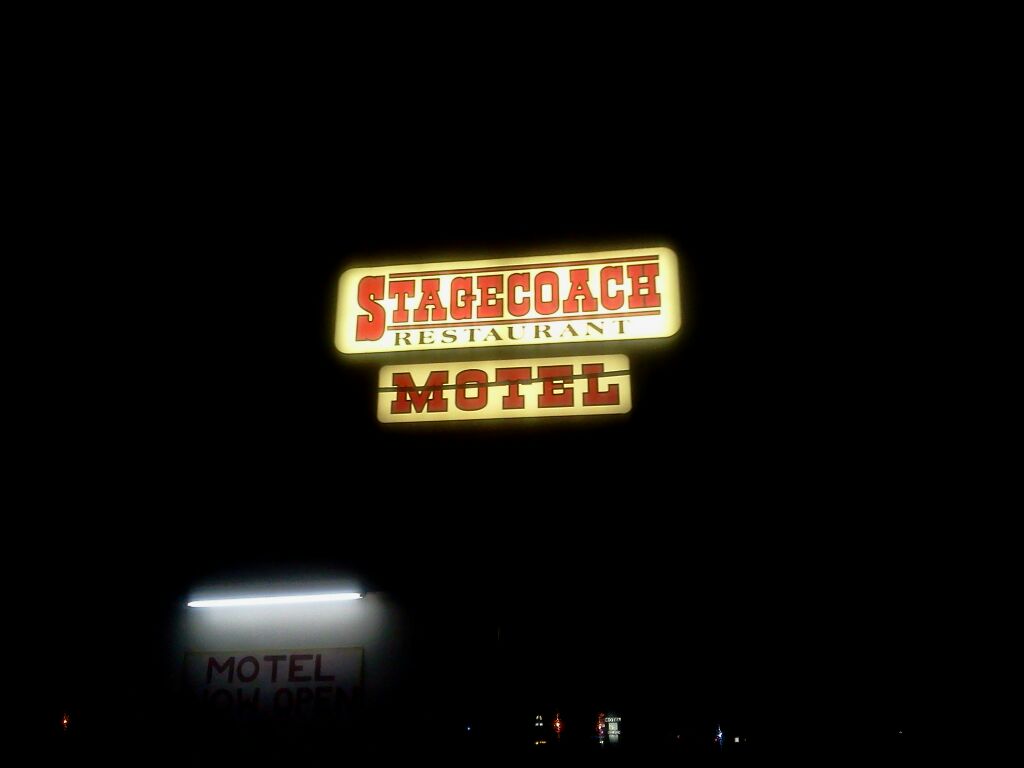 STAGECOACH
RESTAURANT
MOTEL
MOTEL
NOW OPEN